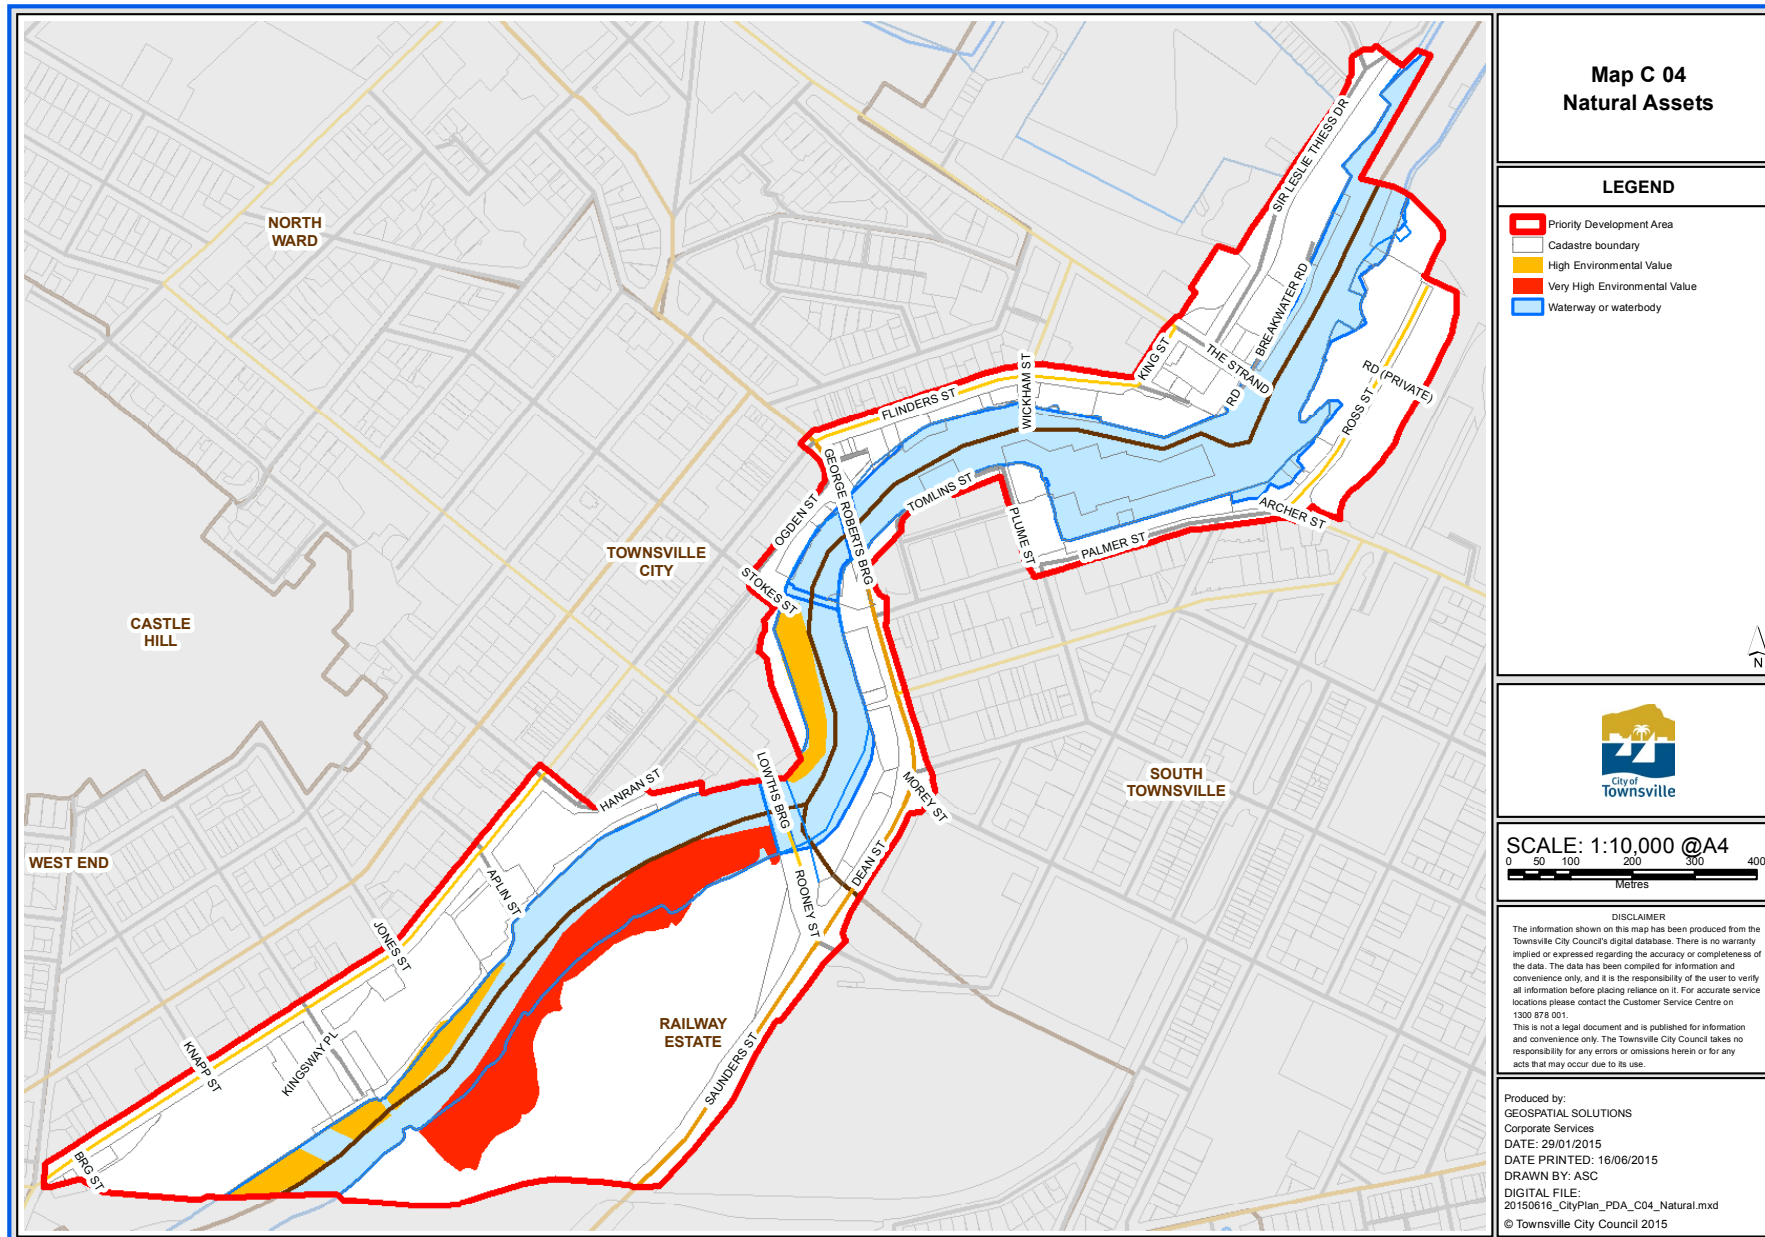 Map C 04
Natural Assets
LEGEND
Priority Development Area
Cadastre boundary
High Environmental Value
Very High Environmental Value
Waterway or waterbody
N
City of
Townsville
SCALE: 1:10,000 @A4
0 50 100 200 300 400
Metres
DISCLAIMER
The information shown on this map has been produced from the
Townsville City Council's digital database. There is no warranty
implied or expressed regarding the accuracy or completeness of
the data. The data has been compiled for information and
convenience only, and it is the responsibility of the user to verify
all information before placing reliance on it. For accurate service
locations please contact the Customer Service Centre on
1300 878 001.
This is not a legal document and is published for information
and convenience only. The Townsville City Council takes no
responsibility for any errors or omissions herein or for any
acts that may occur due to its use.
Produced by:
GEOSPATIAL SOLUTIONS
Corporate Services
DATE: 29/01/2015
DATE PRINTED: 16/06/2015
DRAWN BY: ASC
DIGITAL FILE:
20150616_CityPlan_PDA_C04_Natural.mxd
© Townsville City Council 2015
NORTH
WARD
SIR LESLIE THIESS DR
BREAKWATER RD
KING ST
THE STRAND
RD
RD (PRIVATE)
ROSS ST
WICKHAM ST
FLINDERS ST
GEORGE ROBERTS BRG
TOMLINS ST
OGDEN ST
PLUME ST
PALMER ST
ARCHER ST
TOWNSVILLE
CITY
STOKES ST
CASTLE
HILL
SOUTH
TOWNSVILLE
LOWTHS BRG
MOREY ST
HANRAN ST
WEST END
APLIN ST
DEAN ST
ROONEY ST
JONES ST
RAILWAY
ESTATE
KINGSWAY PL
KNAPP ST
SAUNDERS ST
BRG ST